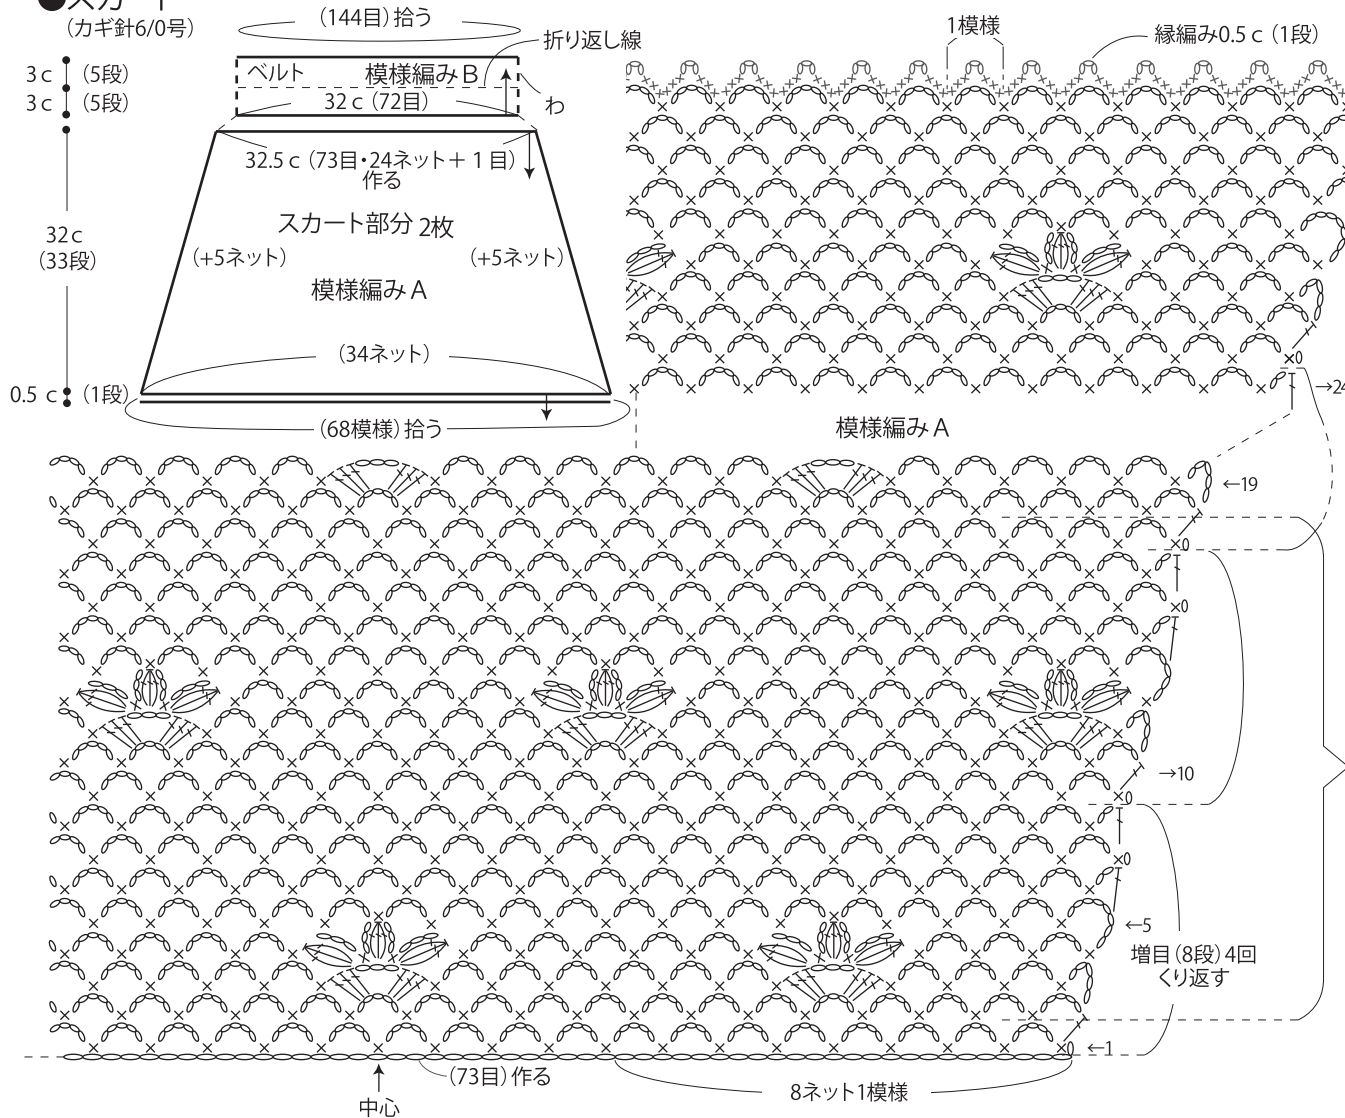 ●スカート
(カギ針6/0号)
(144目)拾う
折り返し線
3c (5段)
ベルト 模様編みB
3c (5段)
32c(72目)
わ
32.5c(73目・24ネット+1目)
作る
スカート部分 2枚
32c
(33段)
(+5ネット)
(+5ネット)
模様編みA
(34ネット)
0.5c (1段)
(68模様)拾う
1模様
縁編み0.5c(1段)
→24
模様編みA
←19
→10
←5
増目(8段)4回
くり返す
←1
(73目)作る
8ネット1模様
中心